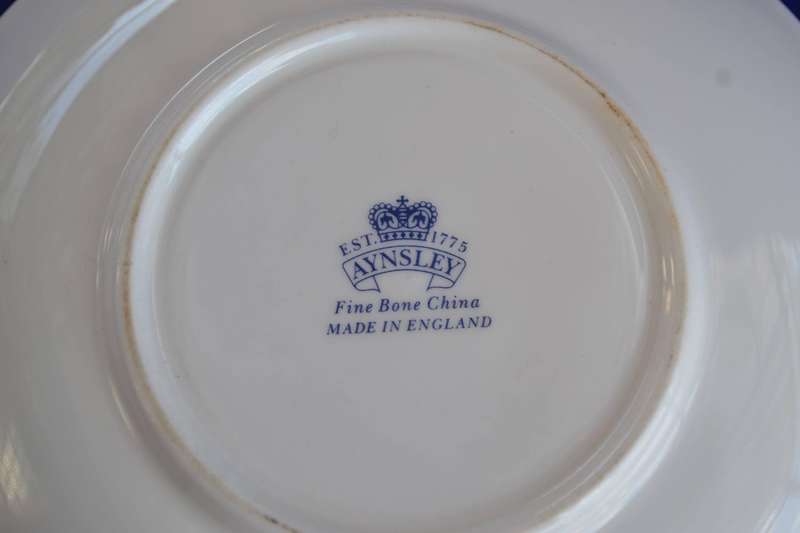 EST. 1775
AYNSLEY
Fine Bone China
MADE IN ENGLAND